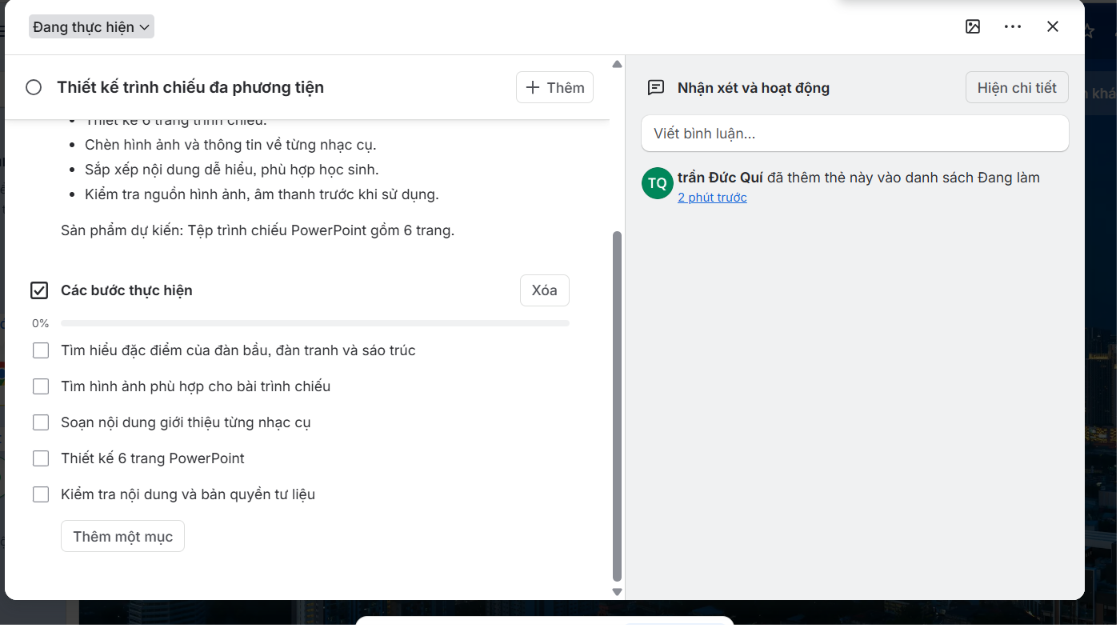 Đang thực hiện
Thiết kế trình chiếu đa phương tiện
Thêm
Thiết kế 6 trang trình chiếu.
Chèn hình ảnh và thông tin về từng nhạc cụ.
Sắp xếp nội dung dễ hiểu, phù hợp học sinh.
Kiểm tra nguồn hình ảnh, âm thanh trước khi sử dụng.
Sản phẩm dự kiến: Tệp trình chiếu PowerPoint gồm 6 trang.
Các bước thực hiện
Xóa
0%
Tìm hiểu đặc điểm của đàn bầu, đàn tranh và sáo trúc
Tìm hình ảnh phù hợp cho bài trình chiếu
Soạn nội dung giới thiệu từng nhạc cụ
Thiết kế 6 trang PowerPoint
Kiểm tra nội dung và bản quyền tư liệu
Thêm một mục
Nhận xét và hoạt động
Hiện chi tiết
Viết bình luận...
TQ
trần Đức Quí đã thêm thẻ này vào danh sách Đang làm
2 phút trước